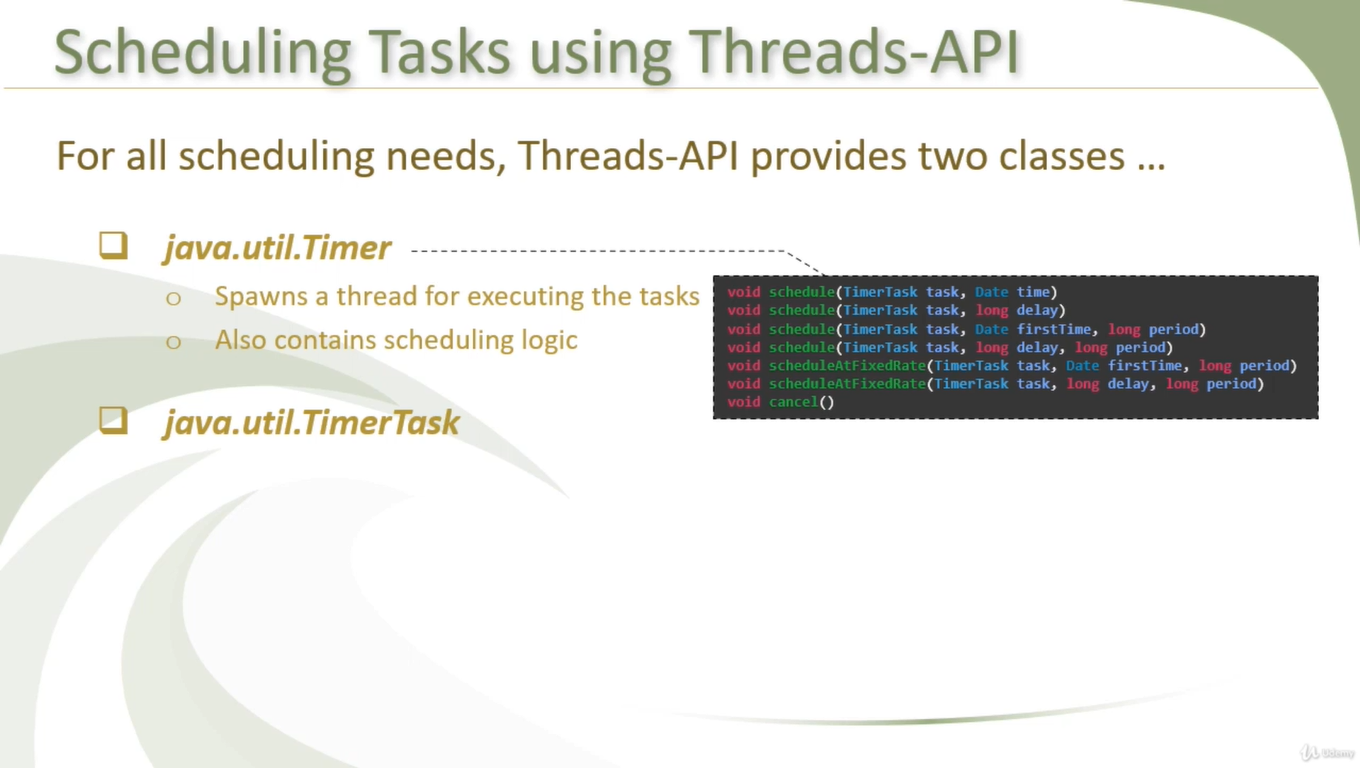 Scheduling Tasks using Threads-API
For all scheduling needs, Threads-API provides two classes ...
java.util.Timer
Spawns a thread for executing the tasks
Also contains scheduling logic
void schedule(TimerTask task, Date time)
void schedule(TimerTask task, long delay)
void schedule(TimerTask task, Date firstTime, long period)
void schedule(TimerTask task, long delay, long period)
void scheduleAtFixedRate(TimerTask task, Date firstTime, long period)
void scheduleAtFixedRate(TimerTask task, long delay, long period)
void cancel()
java.util.TimerTask
Udemy